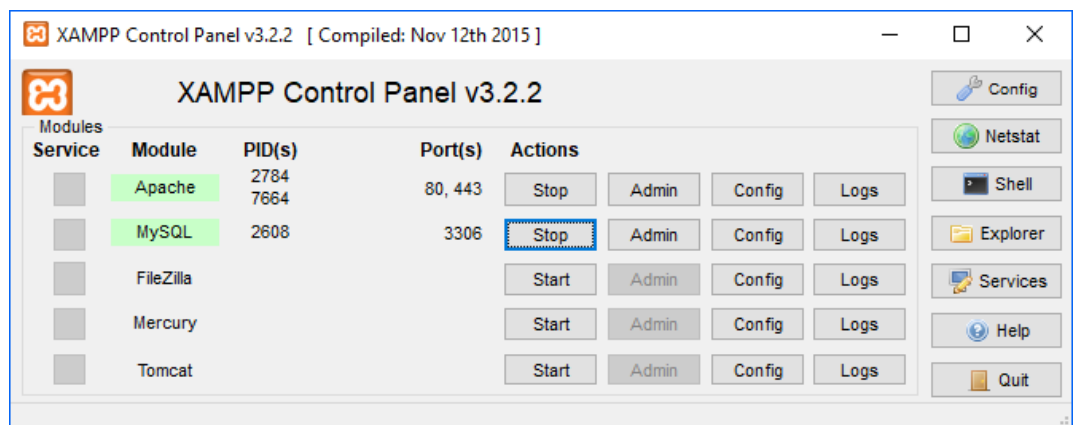 XAMPP Control Panel v3.2.2 [ Compiled: Nov 12th 2015 ]
XAMPP Control Panel v3.2.2
Config
Modules
Netstat
Service Module PID(s) Port(s) Actions
Apache 2784 7664 80, 443 Stop Admin Config Logs
Shell
MySQL 2608 3306 Stop Admin Config Logs
Explorer
FileZilla Start Admin Config Logs
Services
Mercury Start Admin Config Logs
Help
Tomcat Start Admin Config Logs
Quit